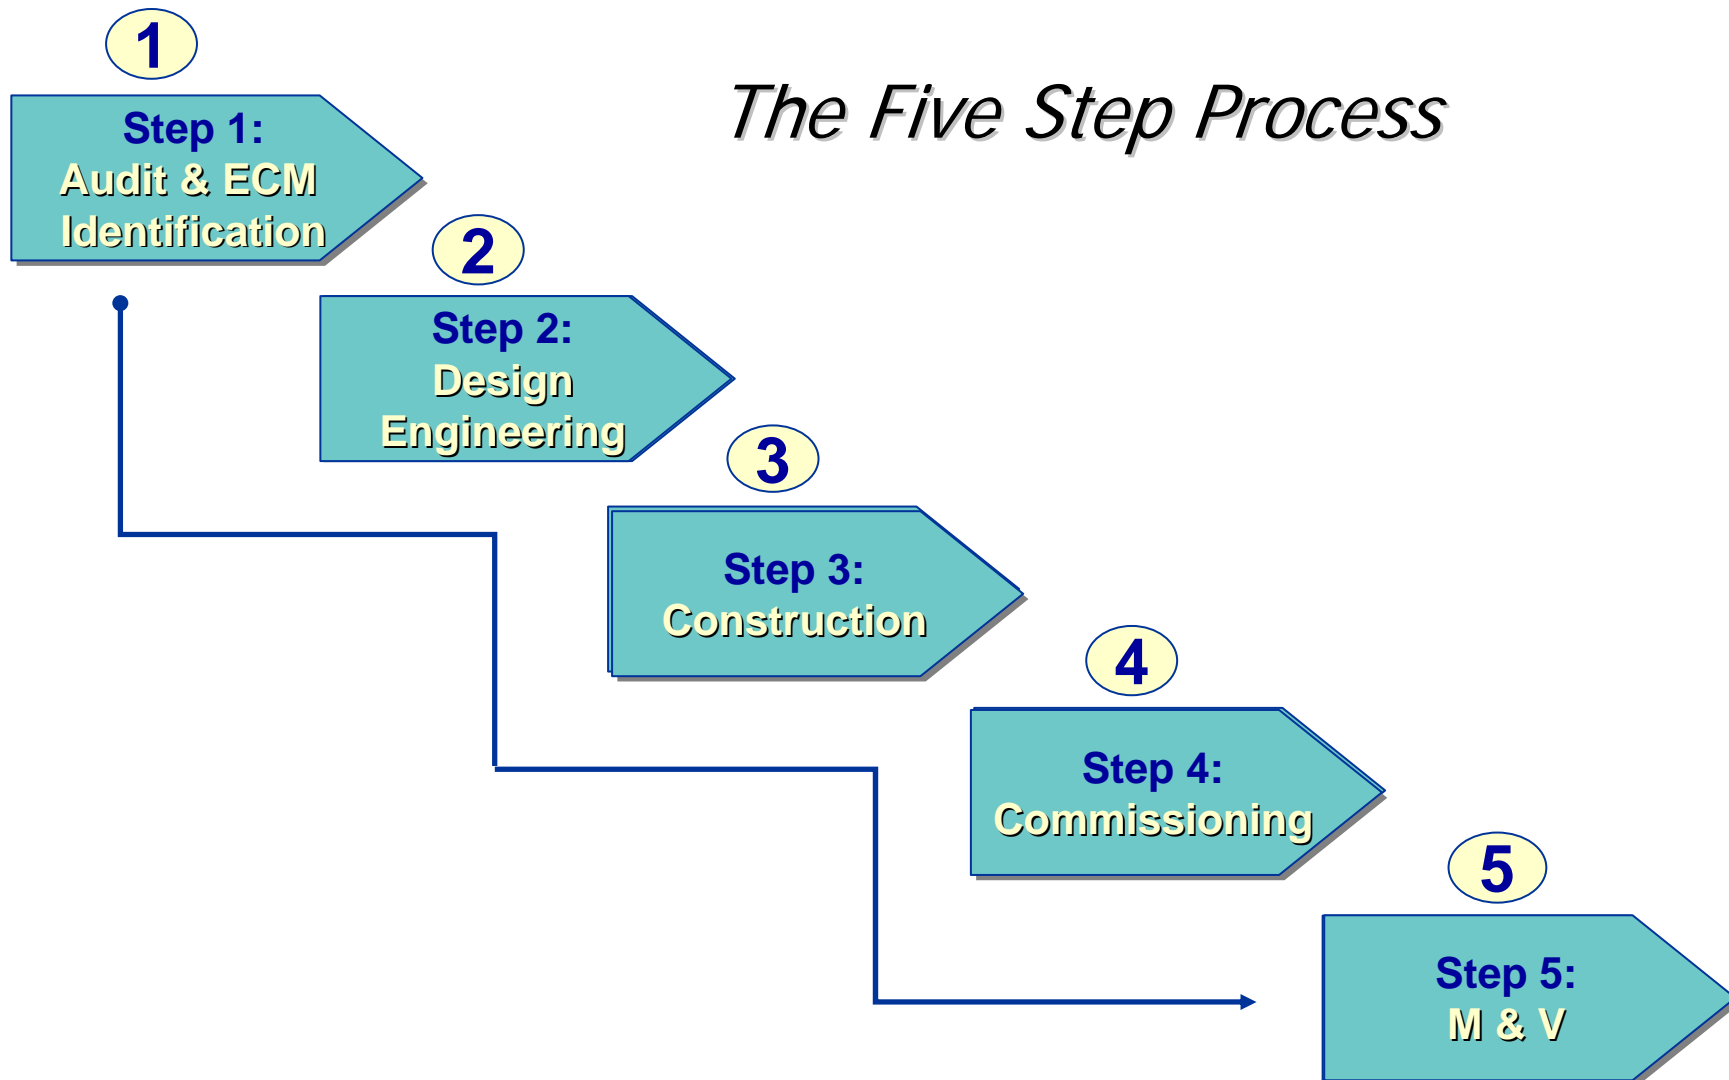 The Five Step Process
1
Step 1:
Audit & ECM
Identification
2
Step 2:
Design
Engineering
3
Step 3:
Construction
4
Step 4:
Commissioning
5
Step 5:
M & V